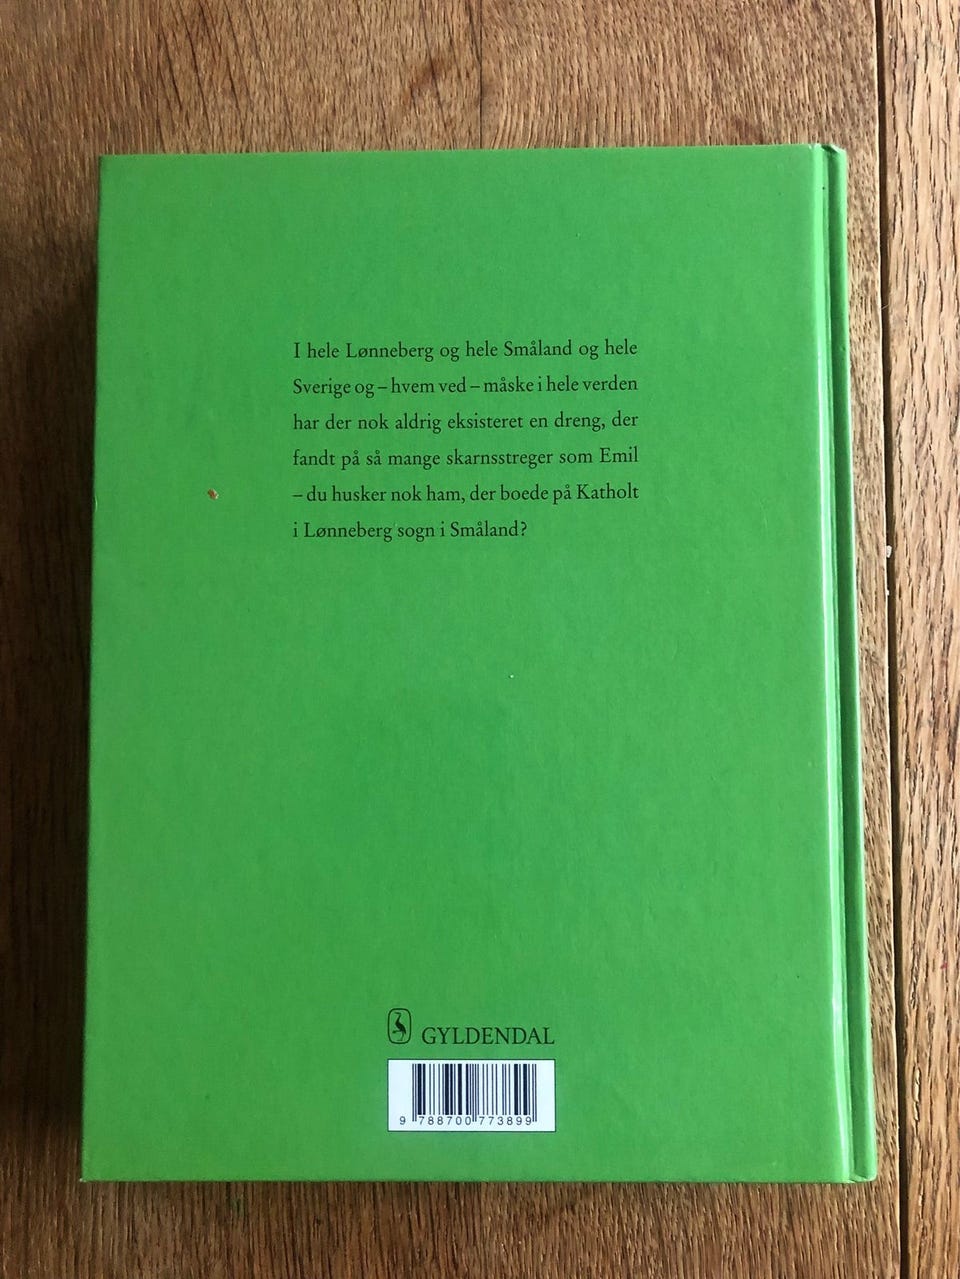 I hele Lønneberg og hele Småland og hele
Sverige og – hvem ved – måske i hele verden
har der nok aldrig eksisteret en dreng, der
fandt på så mange skarnsstreger som Emil
– du husker nok ham, der boede på Katholt
i Lønneberg sogn i Småland?
GYLDENDAL
9 788700 773899